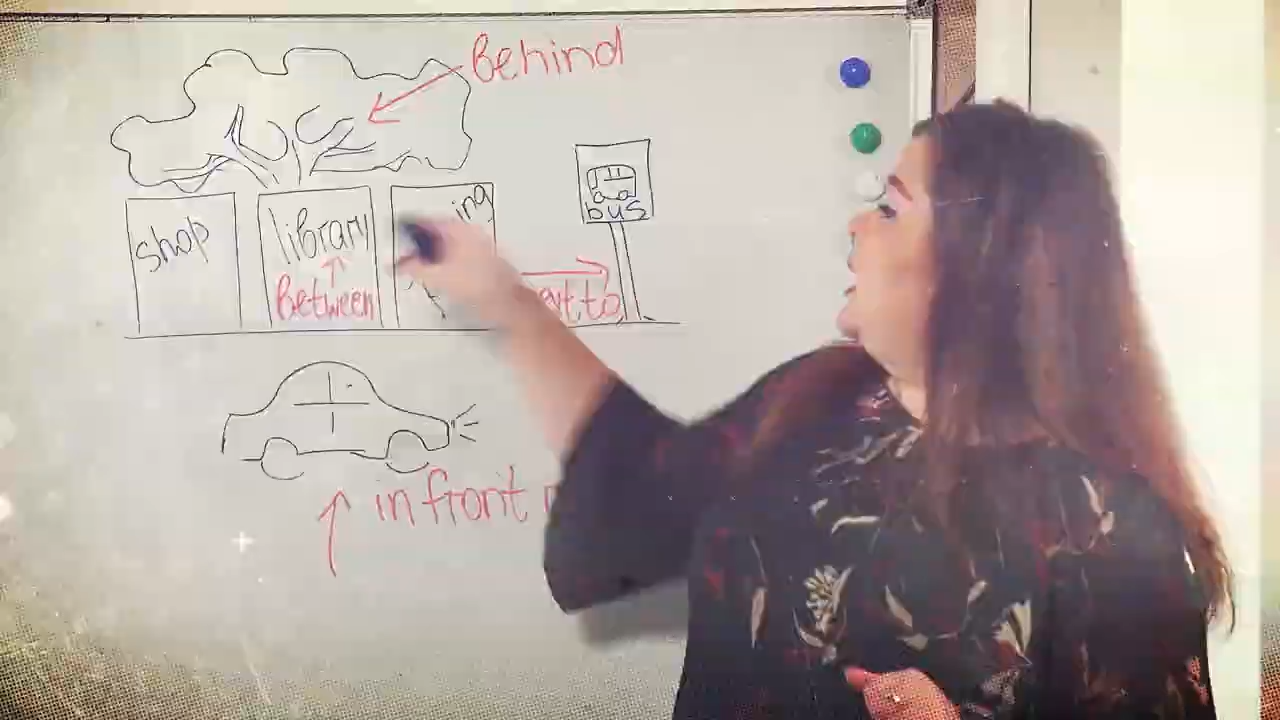 Behind
bus
shop
library
Between
in front